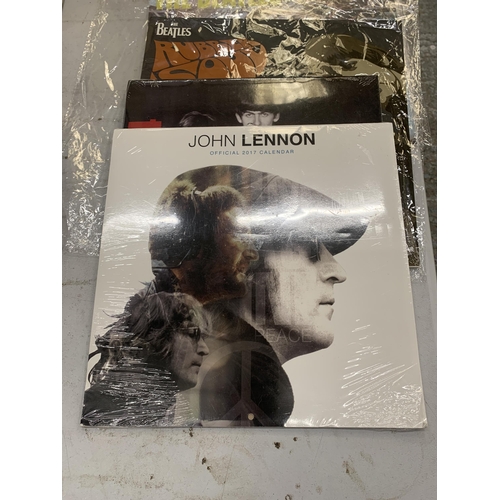 THE
BEATLES
RUBBER
SOUL
JOHN LENNON
OFFICIAL 2017 CALENDAR
PEACE